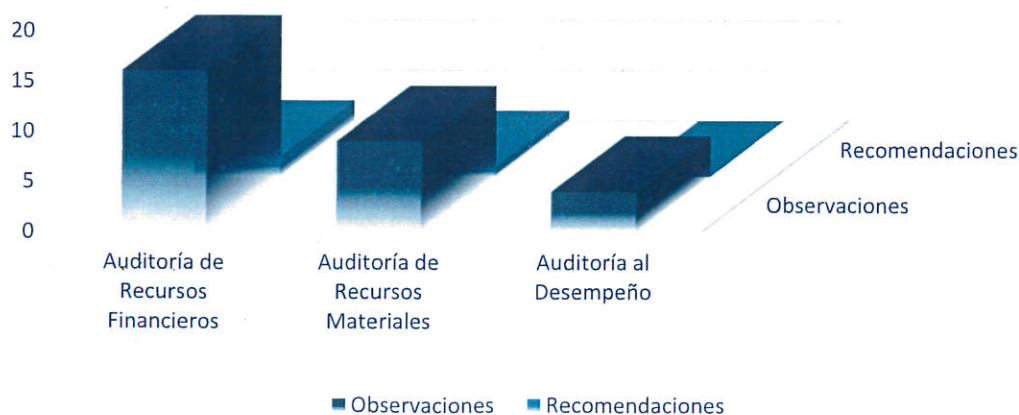 20
15
10
5
0
Recomendaciones
Observaciones
Auditoría de
Recursos
Financieros
Auditoría de
Recursos
Materiales
Auditoría al
Desempeño
Observaciones Recomendaciones